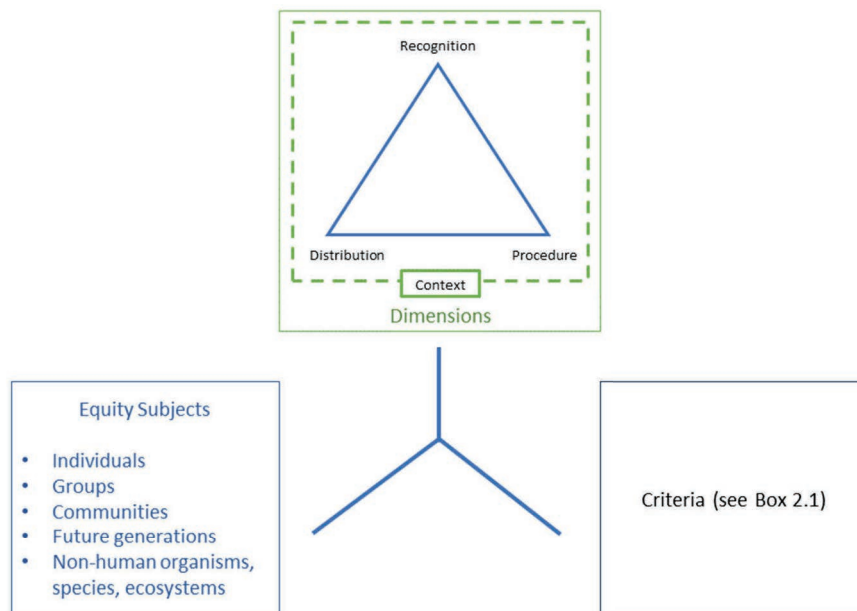 Recognition
Distribution
Procedure
Context
Dimensions
Equity Subjects
• Individuals
• Groups
• Communities
• Future generations
• Non-human organisms,
species, ecosystems
Criteria (see Box 2.1)